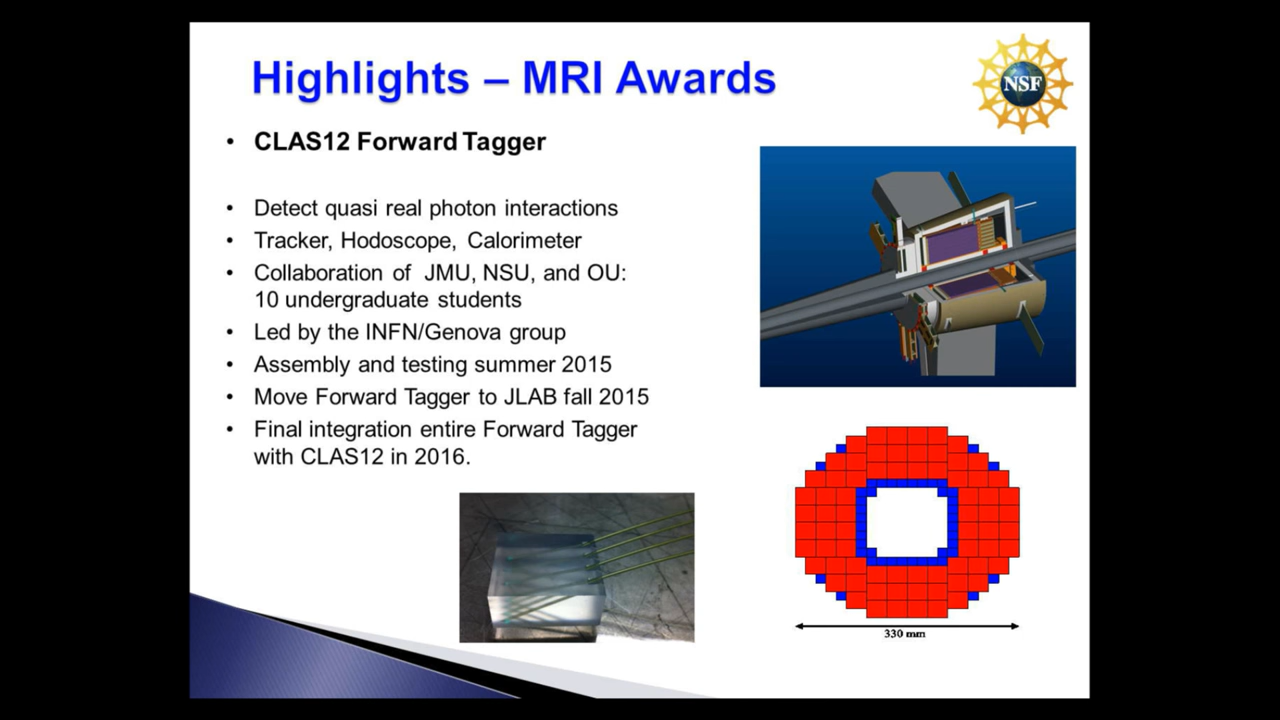 Highlights – MRI Awards
NSF
• CLAS12 Forward Tagger
• Detect quasi real photon interactions
• Tracker, Hodoscope, Calorimeter
• Collaboration of JMU, NSU, and OU:
10 undergraduate students
• Led by the INFN/Genova group
• Assembly and testing summer 2015
• Move Forward Tagger to JLAB fall 2015
• Final integration entire Forward Tagger
with CLAS12 in 2016.
330 mm